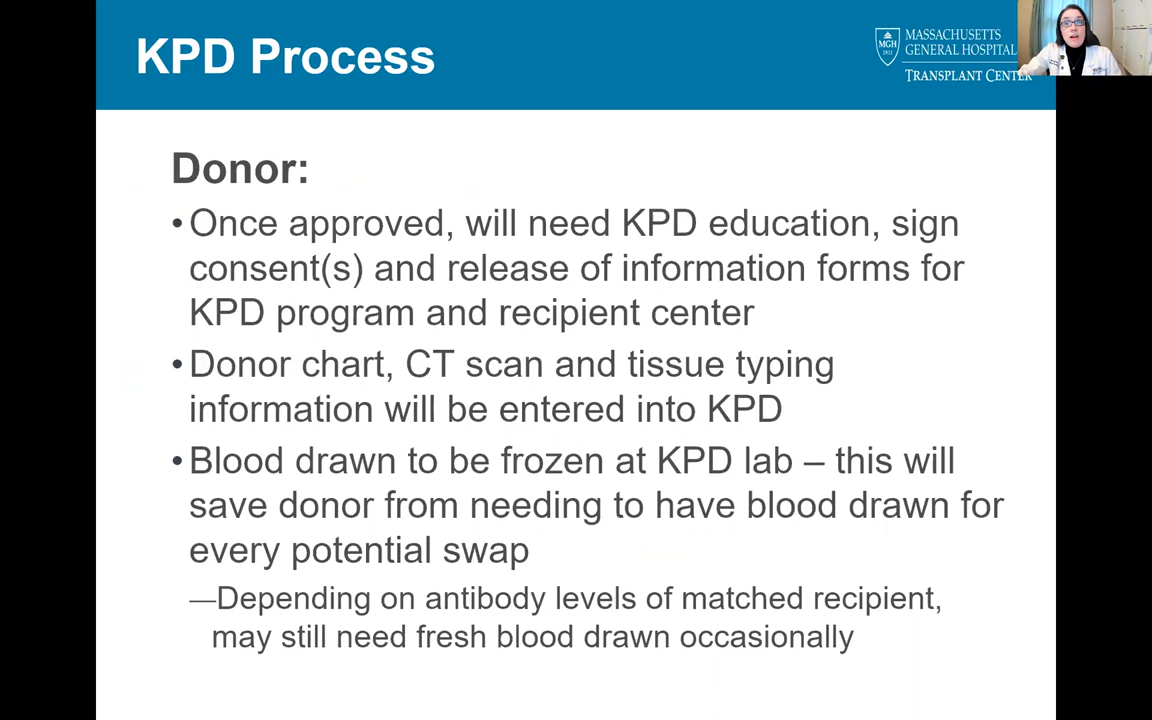 KPD Process
MGH
1811
MASSACHUSETTS
GENERAL HOSPITAL
TRANSPLANT CENTER
Donor:
•Once approved, will need KPD education, sign
consent(s) and release of information forms for
KPD program and recipient center
•Donor chart, CT scan and tissue typing
information will be entered into KPD
•Blood drawn to be frozen at KPD lab – this will
save donor from needing to have blood drawn for
every potential swap
—Depending on antibody levels of matched recipient,
may still need fresh blood drawn occasionally